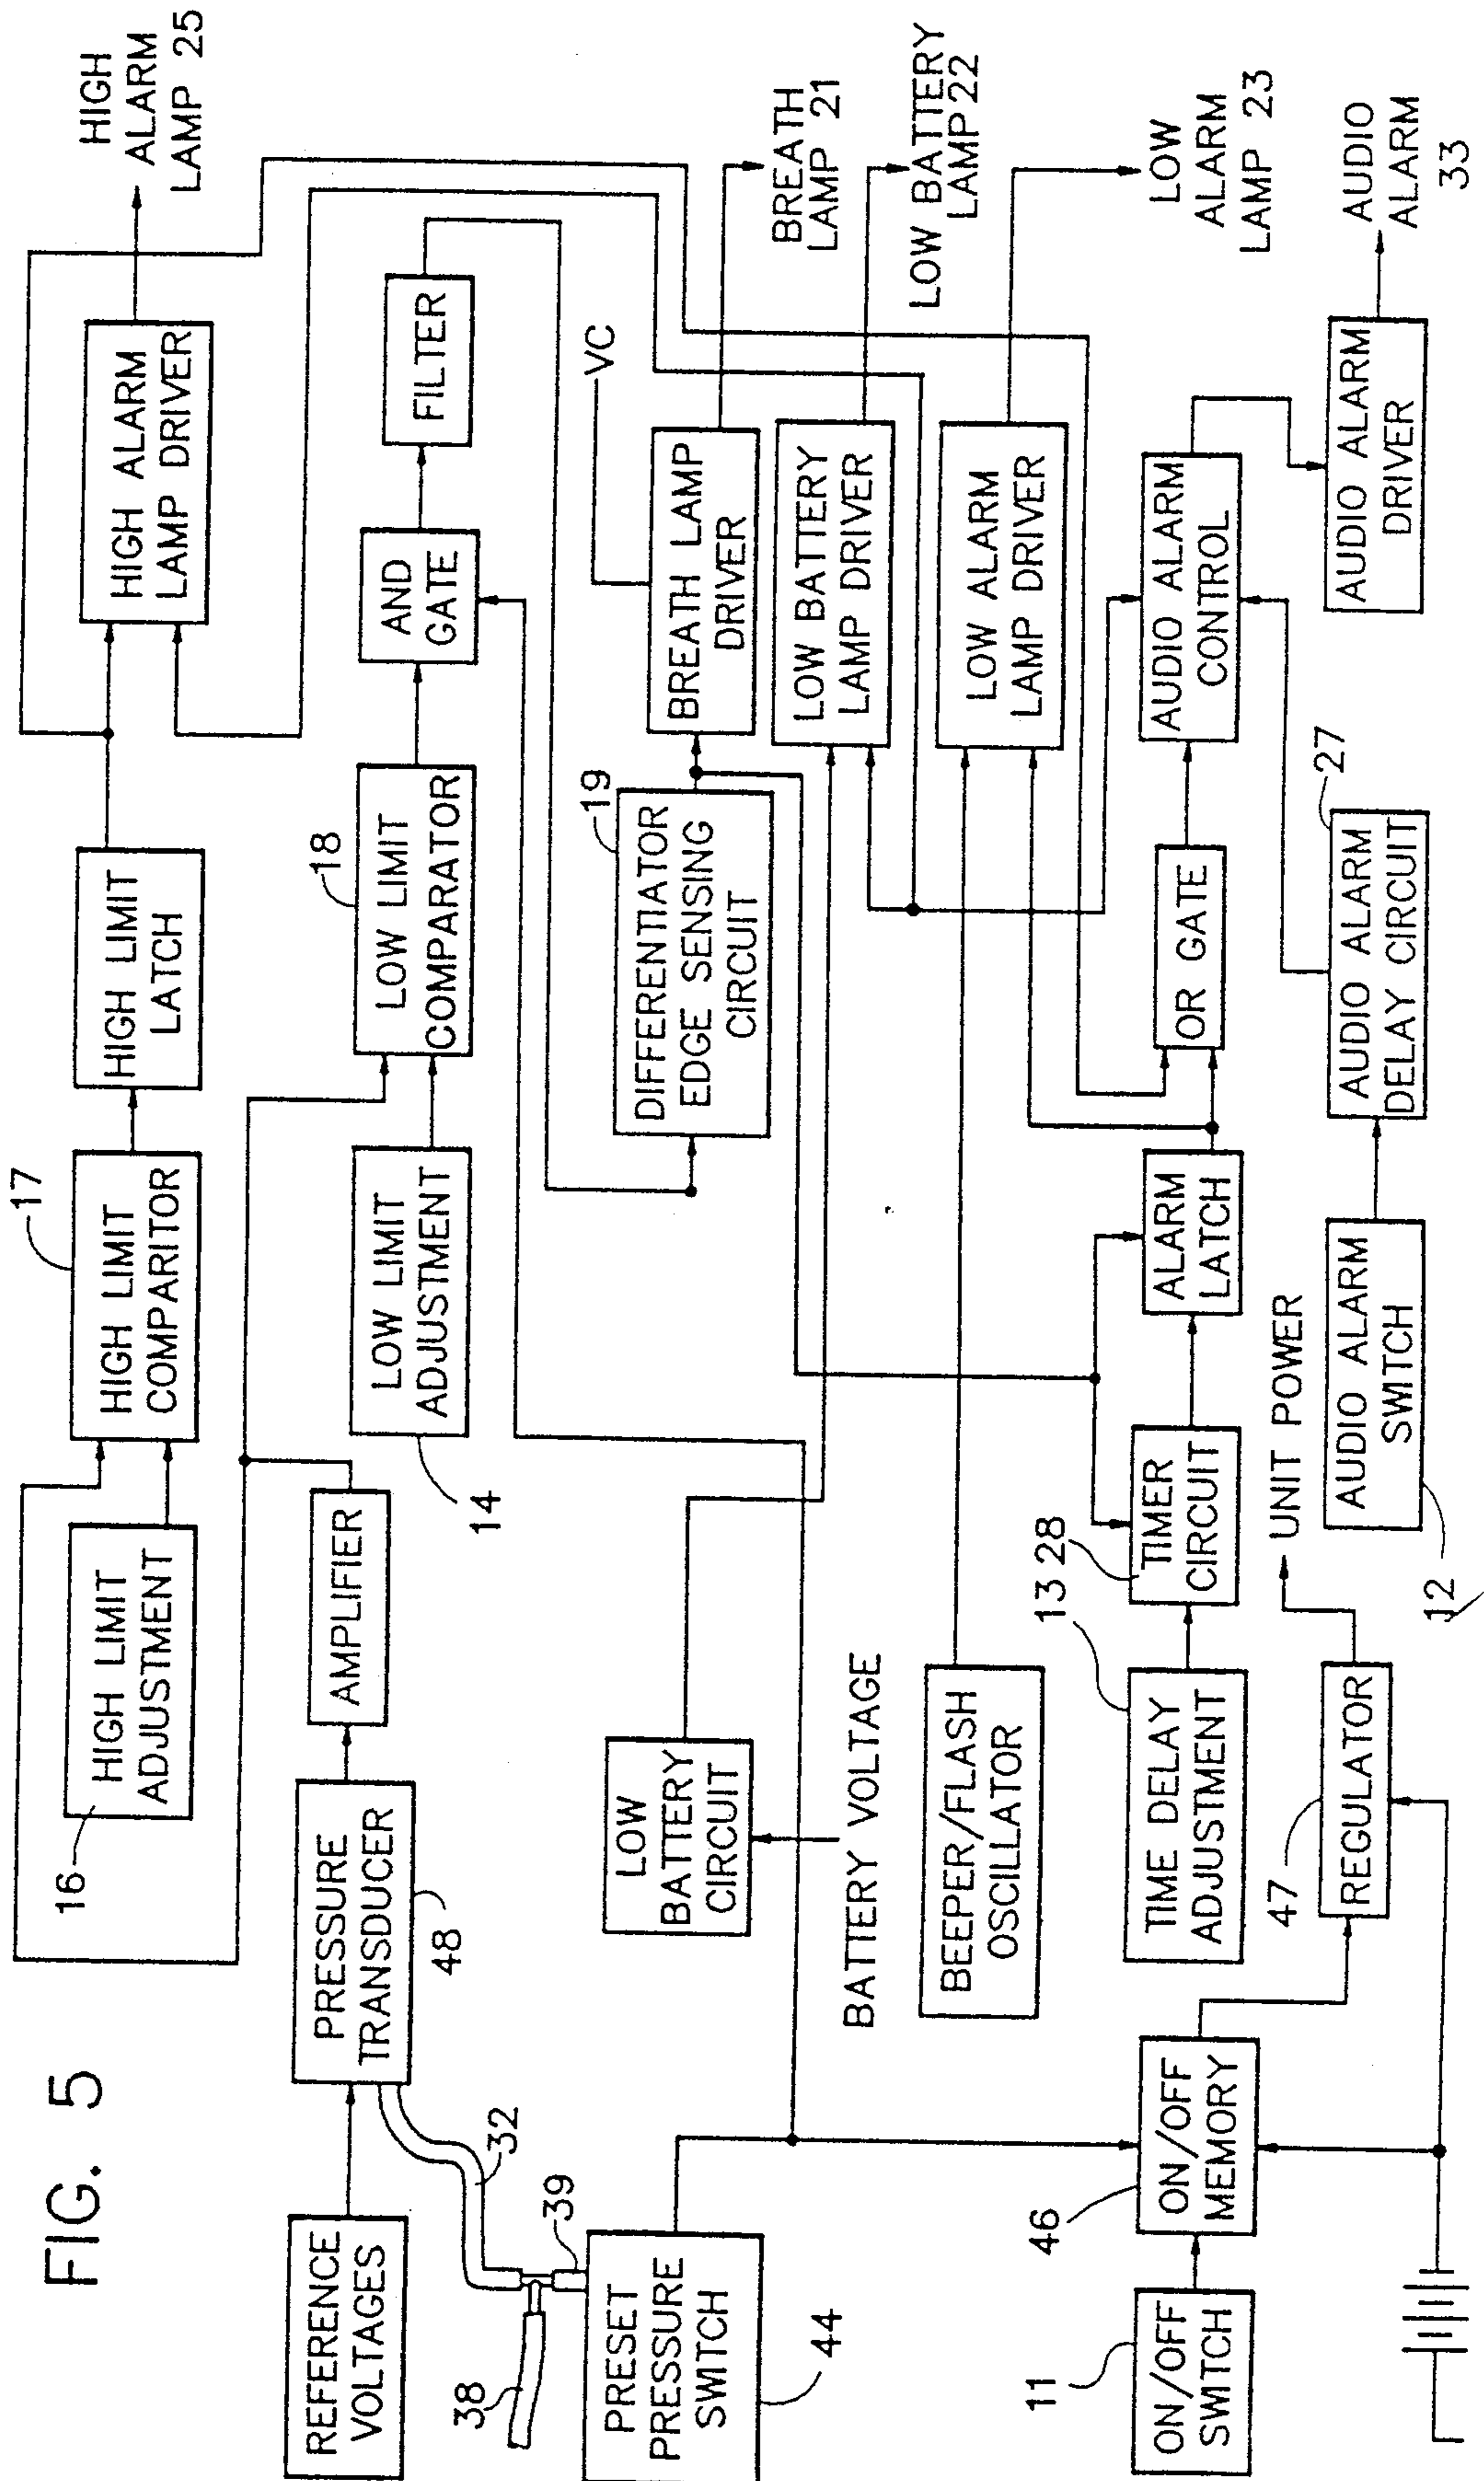 FIG. 5
16
HIGH LIMIT
ADJUSTMENT
17
HIGH LIMIT
COMPARITOR
HIGH LIMIT
LATCH
HIGH ALARM
LAMP DRIVER
HIGH
ALARM
LAMP 25
REFERENCE
VOLTAGES
PRESSURE
TRANSDUCER
48
AMPLIFIER
LOW LIMIT
ADJUSTMENT
14
18
LOW LIMIT
COMPARATOR
AND
GATE
FILTER
32
38
39
PRESET
PRESSURE
SWITCH
44
LOW
BATTERY
CIRCUIT
BATTERY VOLTAGE
19
DIFFERENTIATOR
EDGE SENSING
CIRCUIT
VC
BREATH LAMP
DRIVER
BREATH
LAMP 21
LOW BATTERY
LAMP DRIVER
LOW BATTERY
LAMP 22
BEEPER/FLASH
OSCILLATOR
LOW ALARM
LAMP DRIVER
LOW
ALARM
LAMP 23
13
TIME DELAY
ADJUSTMENT
28
TIMER
CIRCUIT
ALARM
LATCH
OR GATE
AUDIO ALARM
CONTROL
11
ON/OFF
SWITCH
46
ON/OFF
MEMORY
47
REGULATOR
UNIT POWER
AUDIO ALARM
SWITCH
12
27
AUDIO ALARM
DELAY CIRCUIT
AUDIO ALARM
DRIVER
AUDIO
ALARM
33